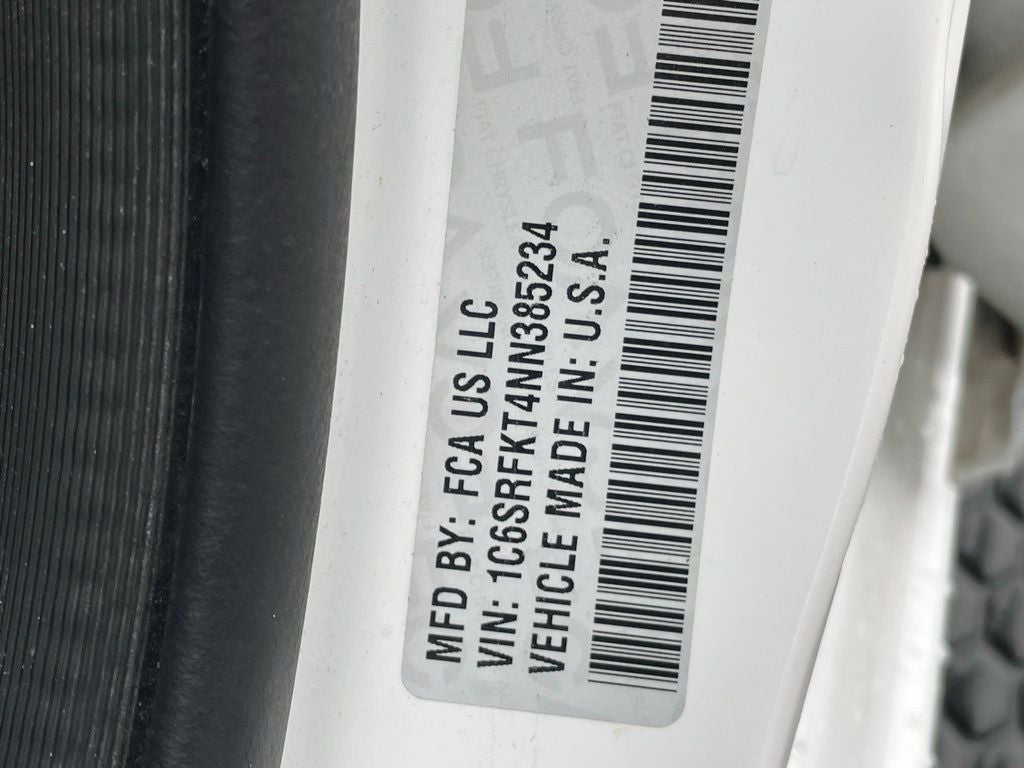 MFD BY: FCA US LLC
VIN: 1C6SRFKT4NN385234
VEHICLE MADE IN: U.S.A.